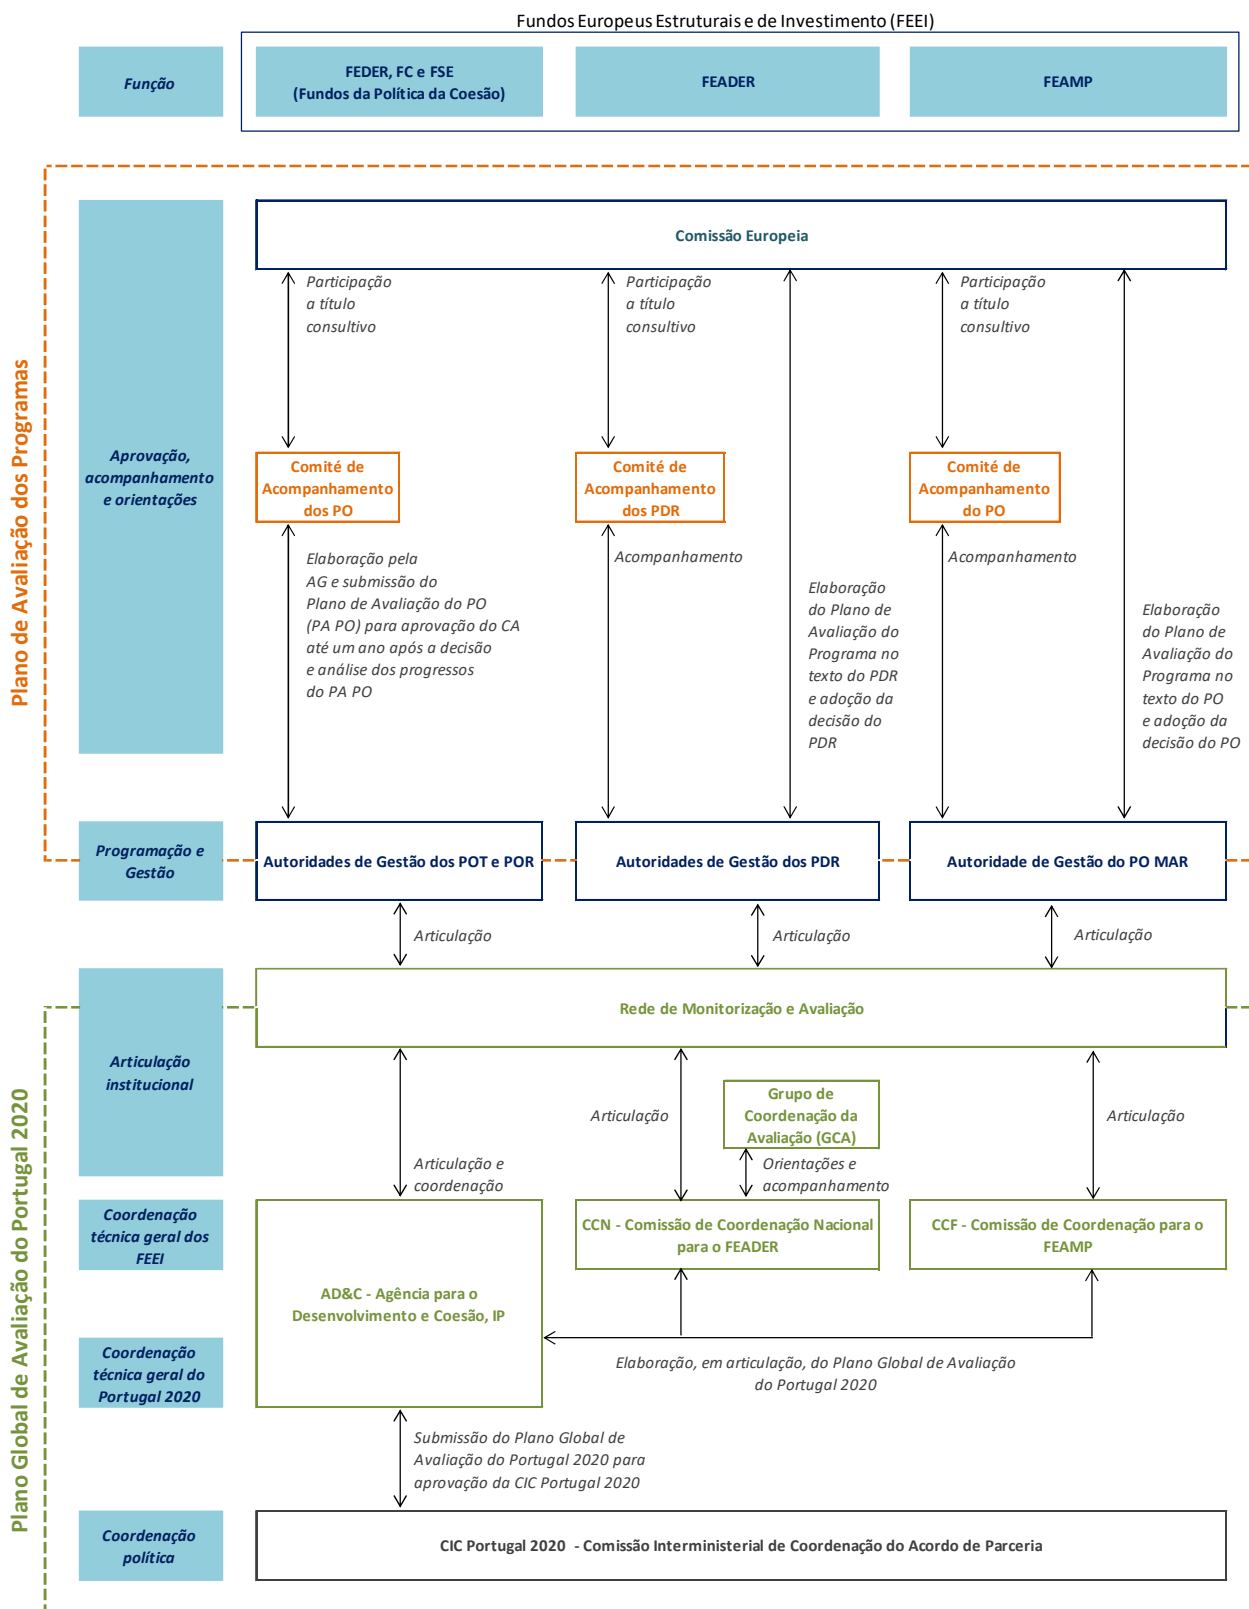 Fundos Europeus Estruturais e de Investimento (FEEI)
Função
FEDER, FC e FSE
(Fundos da Política da Coesão)
FEADER
FEAMP
Plano de Avaliação dos Programas
Aprovação,
acompanhamento
e orientações
Comissão Europeia
Participação
a título
consultivo
Participação
a título
consultivo
Participação
a título
consultivo
Comité de
Acompanhamento
dos PO
Comité de
Acompanhamento
dos PDR
Comité de
Acompanhamento
do PO
Elaboração pela
AG e submissão do
Plano de Avaliação do PO
(PA PO) para aprovação do CA
até um ano após a decisão
e análise dos progressos
do PA PO
Acompanhamento
Elaboração
do Plano de
Avaliação do
Programa no
texto do PDR
e adoção da
decisão do
PDR
Acompanhamento
Elaboração
do Plano de
Avaliação do
Programa no
texto do PO
e adoção da
decisão do PO
Programação e
Gestão
Autoridades de Gestão dos POT e POR
Autoridades de Gestão dos PDR
Autoridade de Gestão do PO MAR
Articulação
Articulação
Articulação
Plano Global de Avaliação do Portugal 2020
Articulação
institucional
Rede de Monitorização e Avaliação
Articulação e
coordenação
Articulação
Grupo de
Coordenação da
Avaliação (GCA)
Orientações e
acompanhamento
Articulação
Coordenação
técnica geral dos
FEEI
AD&C - Agência para o
Desenvolvimento e Coesão, IP
CCN - Comissão de Coordenação Nacional
para o FEADER
CCF - Comissão de Coordenação para o
FEAMP
Coordenação
técnica geral do
Portugal 2020
Elaboração, em articulação, do Plano Global de Avaliação
do Portugal 2020
Submissão do Plano Global de
Avaliação do Portugal 2020 para
aprovação da CIC Portugal 2020
Coordenação
política
CIC Portugal 2020 - Comissão Interministerial de Coordenação do Acordo de Parceria